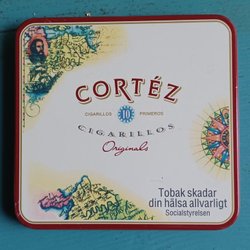 CORTÉZ
CIGARILLOS 10 PRIMEROS
CIGARILLOS
Originals
Tobak skadar
din hälsa allvarligt
Socialstyrelsen